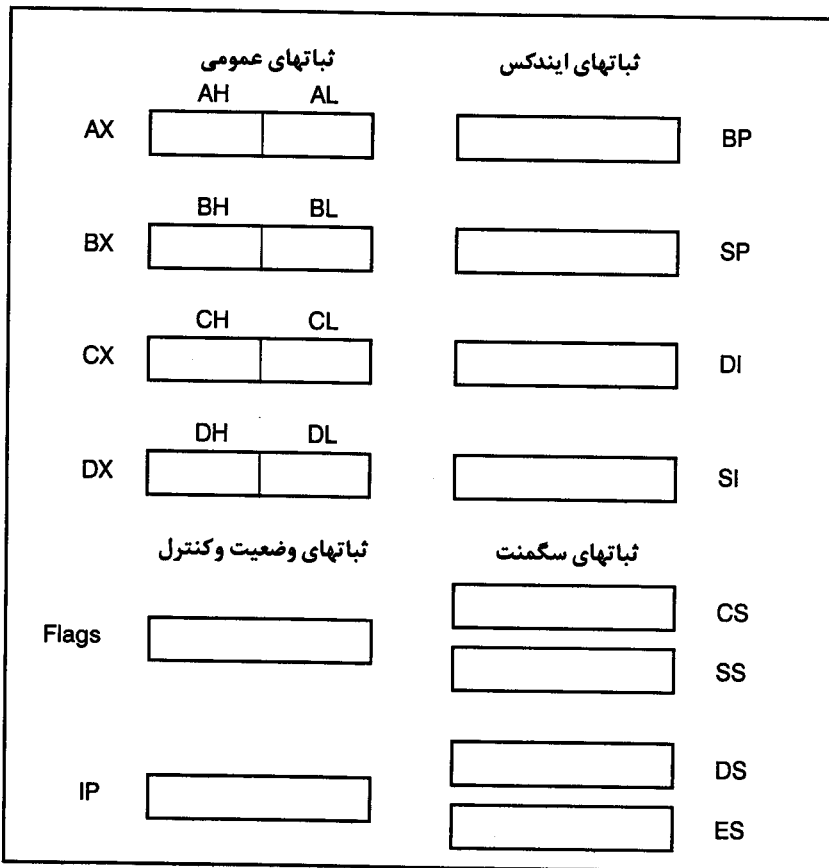 ثباتهای عمومی
ثباتهای ایندکس
AH AL
AX
BP
BH BL
BX
SP
CH CL
CX
DI
DH DL
DX
SI
ثباتهای وضعیت وکنترل
ثباتهای سگمنت
CS
Flags
SS
DS
IP
ES